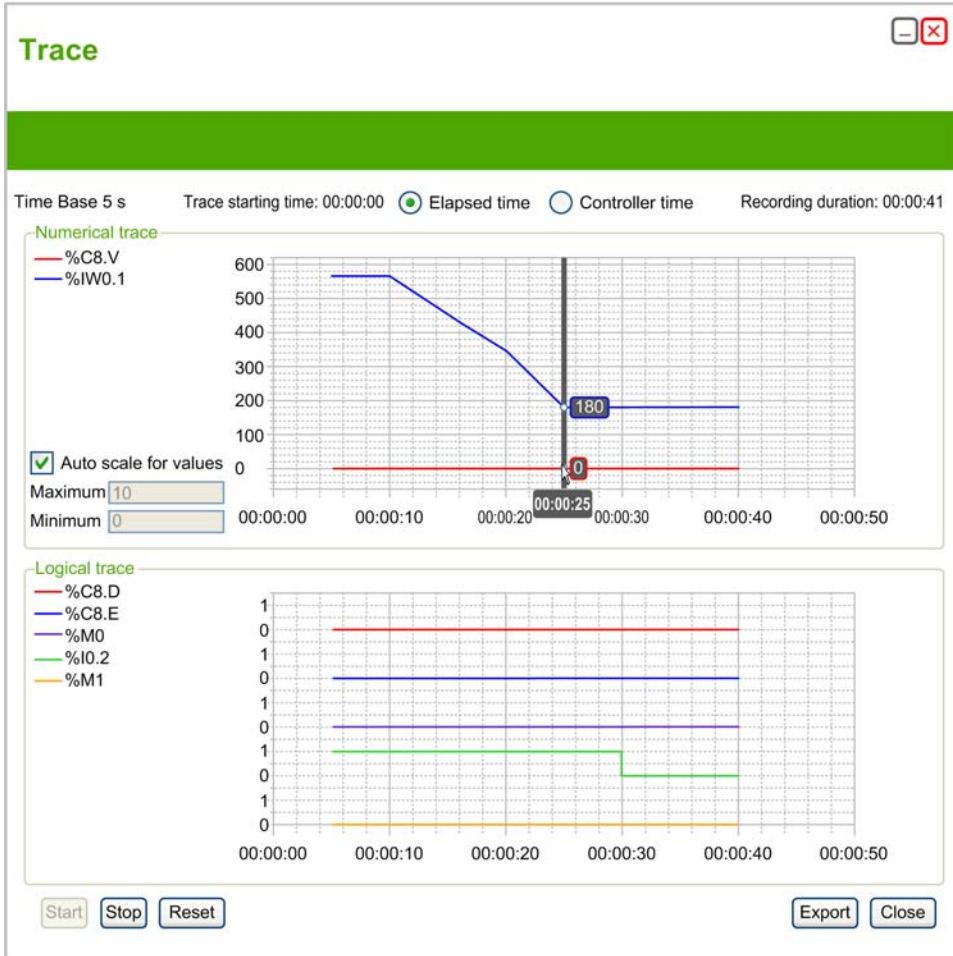 Trace
Time Base 5 s Trace starting time: 00:00:00 Elapsed time Controller time Recording duration: 00:00:41
Numerical trace
%C8.V
%IW0.1
600
500
400
300
200
100
0
180
0
Auto scale for values
Maximum 10
Minimum 0
00:00:25
00:00:00 00:00:10 00:00:20 00:00:30 00:00:40 00:00:50
Logical trace
%C8.D
%C8.E
%M0
%I0.2
%M1
1
0
1
0
1
0
1
0
1
0
00:00:00 00:00:10 00:00:20 00:00:30 00:00:40 00:00:50
Start Stop Reset Export Close